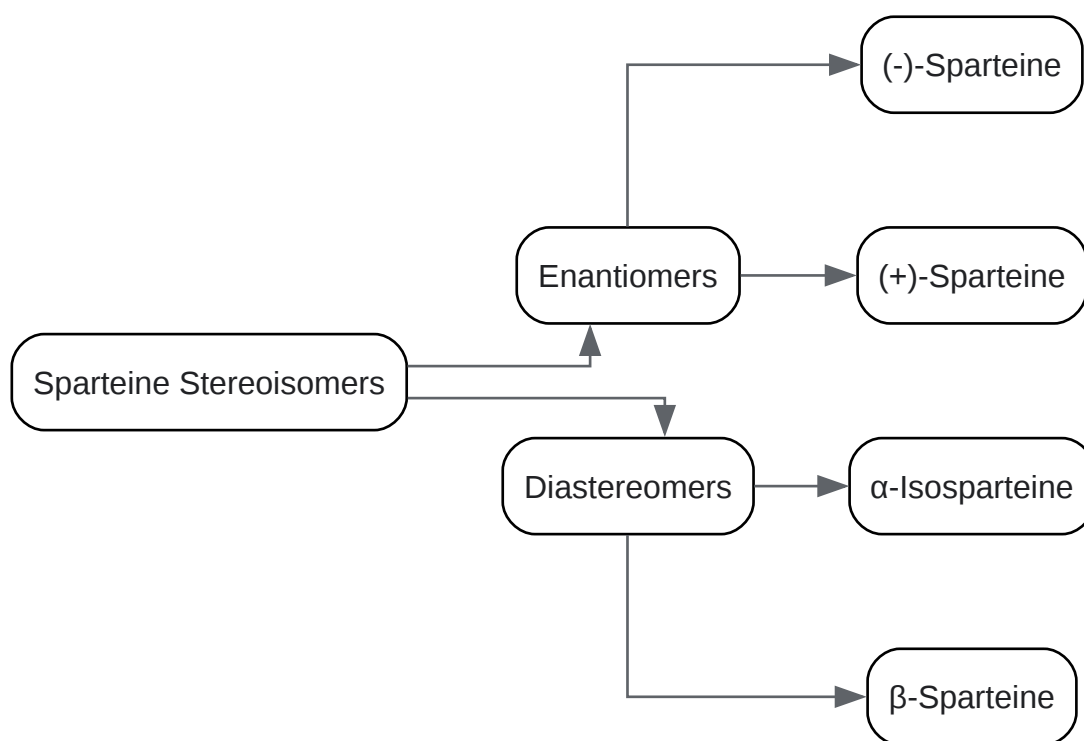 (-)-Sparteine
Enantiomers
(+)-Sparteine
Sparteine Stereoisomers
Diastereomers
α-Isosparteine
β-Sparteine